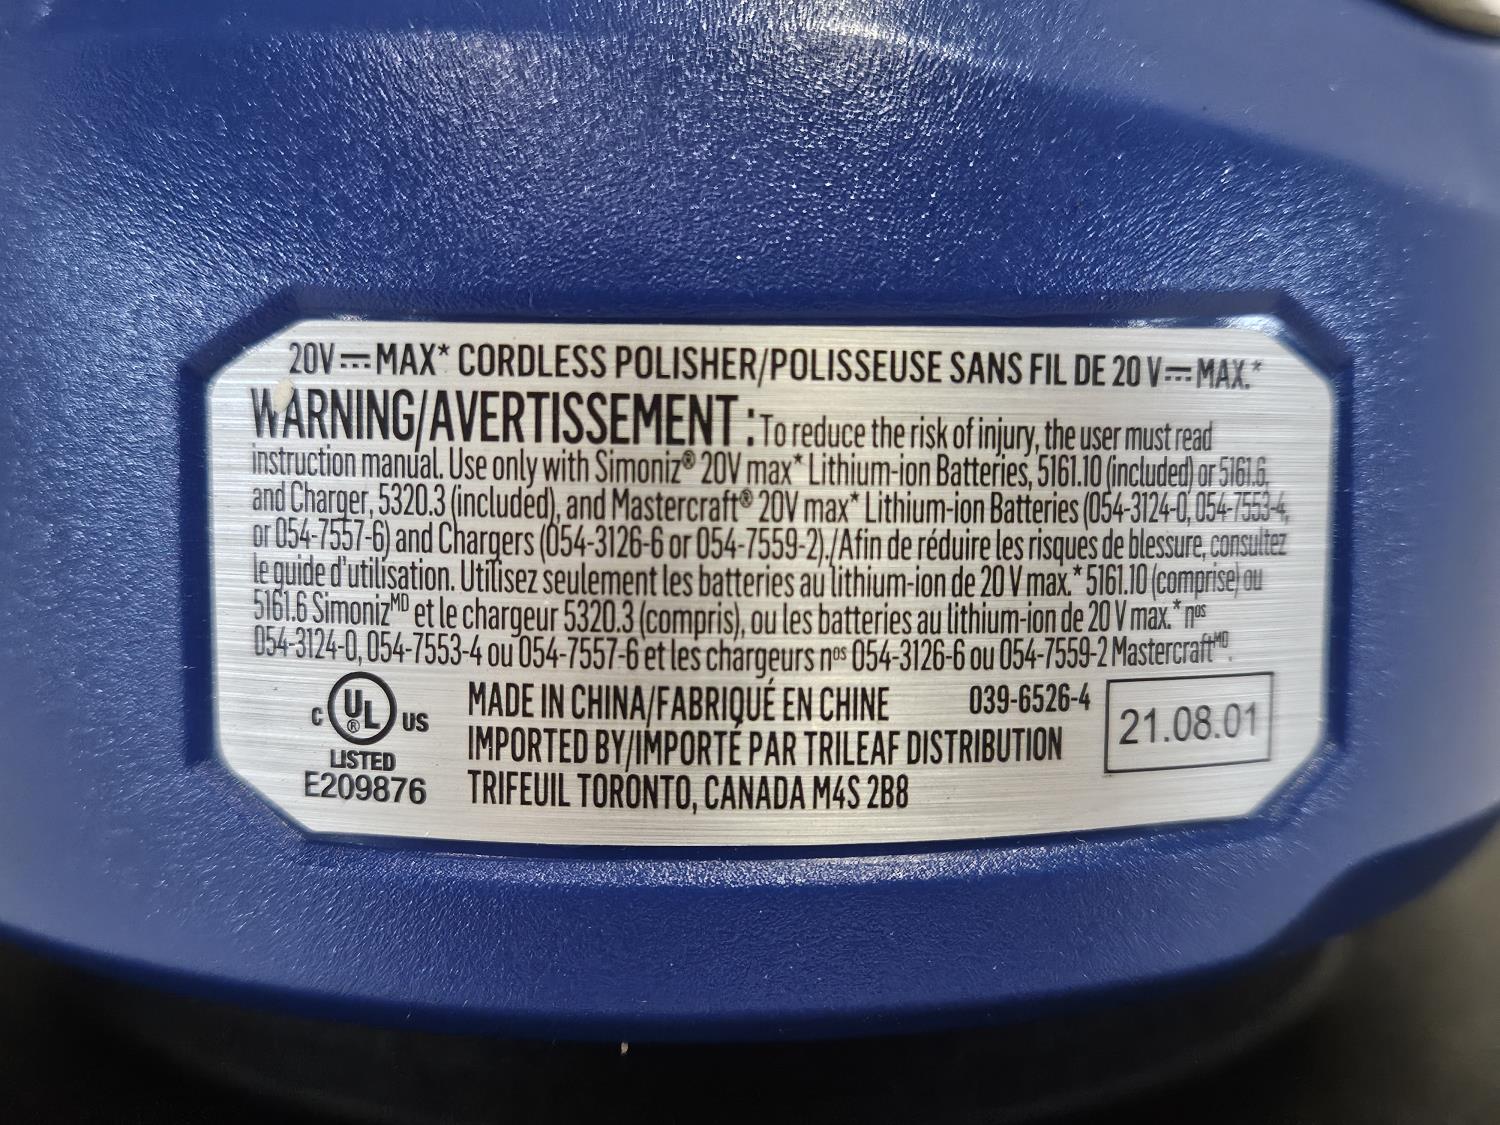 20V⎓MAX* CORDLESS POLISHER/POLISSEUSE SANS FIL DE 20 V⎓MAX.*
WARNING/AVERTISSEMENT : To reduce the risk of injury, the user must read
instruction manual. Use only with Simoniz® 20V max* Lithium-ion Batteries, 5161.10 (included) or 5161.6,
and Charger, 5320.3 (included), and Mastercraft® 20V max* Lithium-ion Batteries (054-3124-0, 054-7553-4,
or 054-7557-6) and Chargers (054-3126-6 or 054-7559-2)./Afin de réduire les risques de blessure, consultez
le guide d'utilisation. Utilisez seulement les batteries au lithium-ion de 20 V max.* 5161.10 (comprise) ou
5161.6 Simoniz MD et le chargeur 5320.3 (compris), ou les batteries au lithium-ion de 20 V max.* nos
054-3124-0, 054-7553-4 ou 054-7557-6 et les chargeurs nos 054-3126-6 ou 054-7559-2 Mastercraft MD.
C UL® US
LISTED
E209876
MADE IN CHINA/FABRIQUÉ EN CHINE 039-6526-4
IMPORTED BY/IMPORTÉ PAR TRILEAF DISTRIBUTION
TRIFEUIL TORONTO, CANADA M4S 2B8
21.08.01